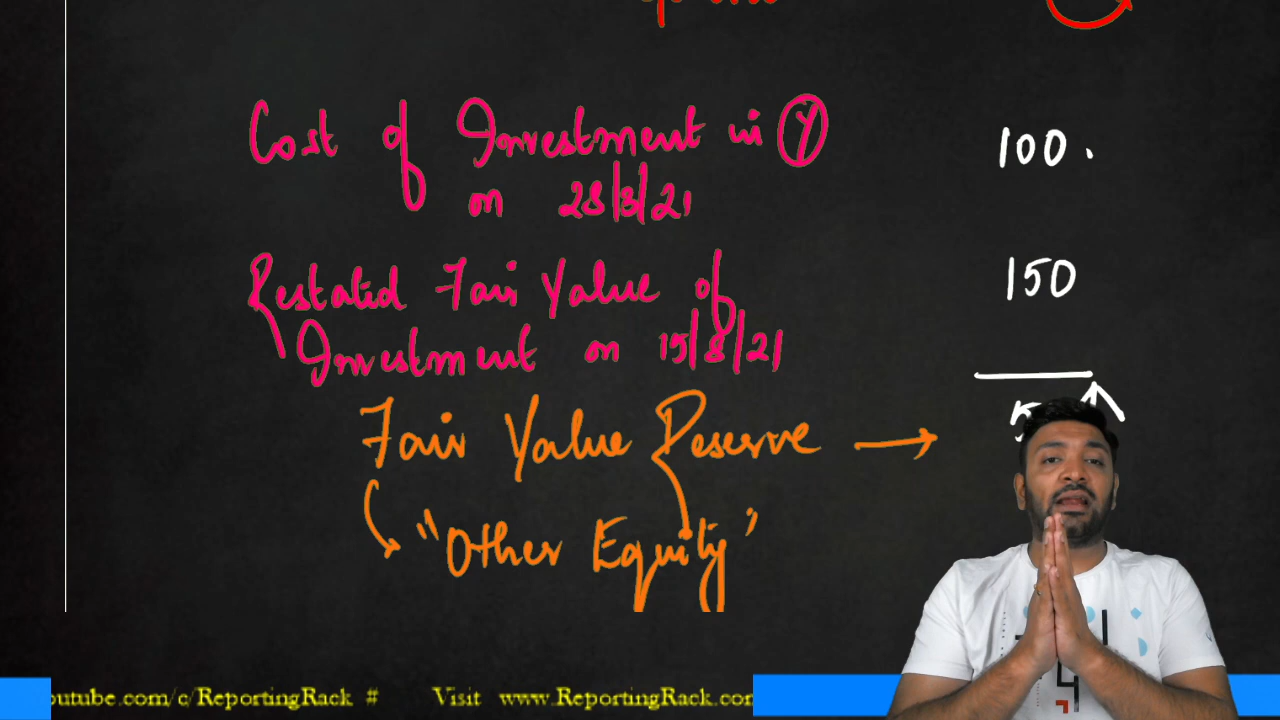 Cost of Investment in Y 100.
on 28/3/21
Restated Fair Value of 150
Investment on 15/8/21
Fair Value Reserve →
"Other Equity"
outube.com/c/ReportingRack # Visit www.ReportingRack.com